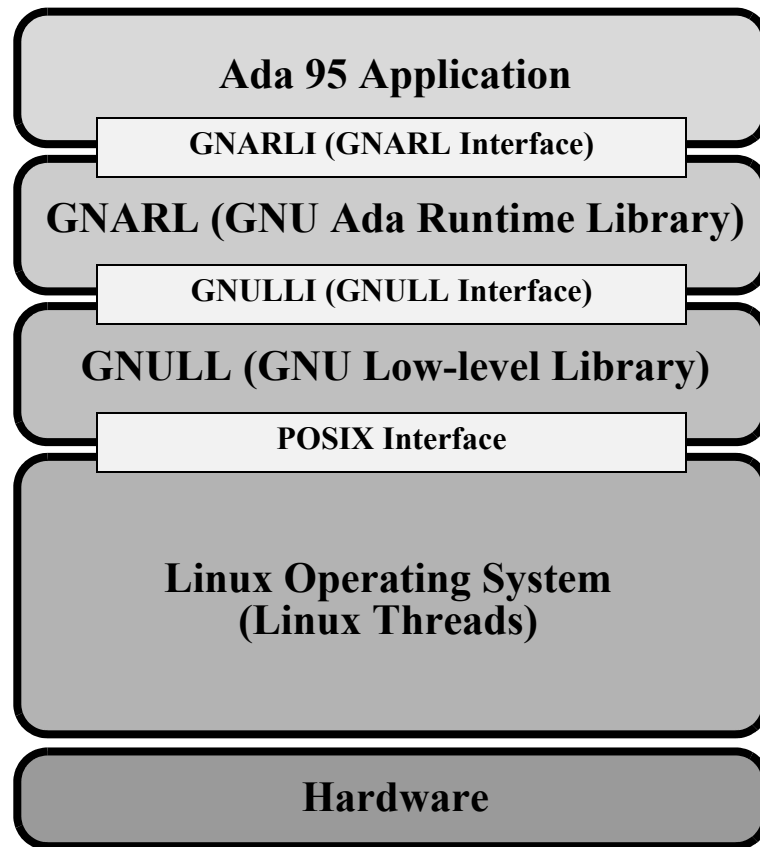 Ada 95 Application
GNARLI (GNARL Interface)
GNARL (GNU Ada Runtime Library)
GNULLI (GNULL Interface)
GNULL (GNU Low-level Library)
POSIX Interface
Linux Operating System
(Linux Threads)
Hardware